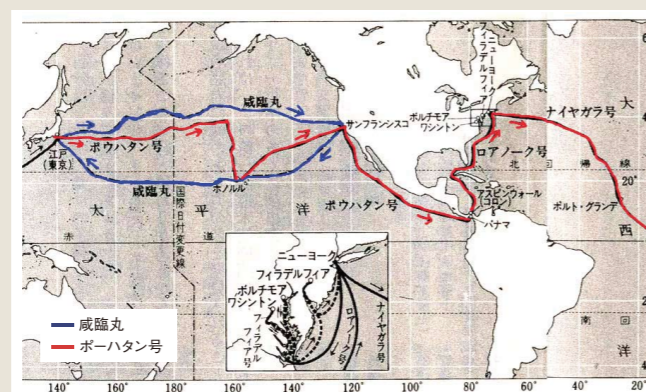 咸臨丸
ポウハタン号
江戸
(東京)
サンフランシスコ
ホノルル
咸臨丸
ポウハタン号
太平洋
国際日付変更線
赤道
ニューヨーク
フィラデルフィア
ボルチモア
ワシントン
ロアノーク号
ナイヤガラ号
北回帰線
アスピンウォール
(コロン)
パナマ
ポルト・グランデ
大西洋
南回
ニューヨーク
フィラデルフィア
ボルチモア
ワシントン
フィラデルフィア号
ロアノーク号
ナイヤガラ号
咸臨丸
ポーハタン号
20°
140° 160° 180° 160° 140° 120° 100° 80° 60° 40° 20°